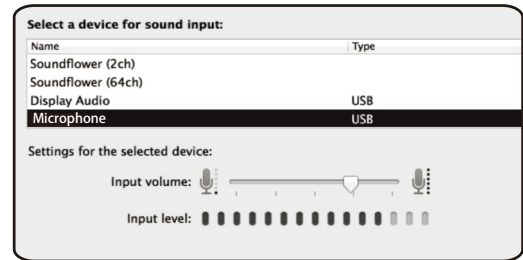 Select a device for sound input:
Name Type
Soundflower (2ch)
Soundflower (64ch)
Display Audio USB
Microphone USB
Settings for the selected device:
Input volume:
Input level: